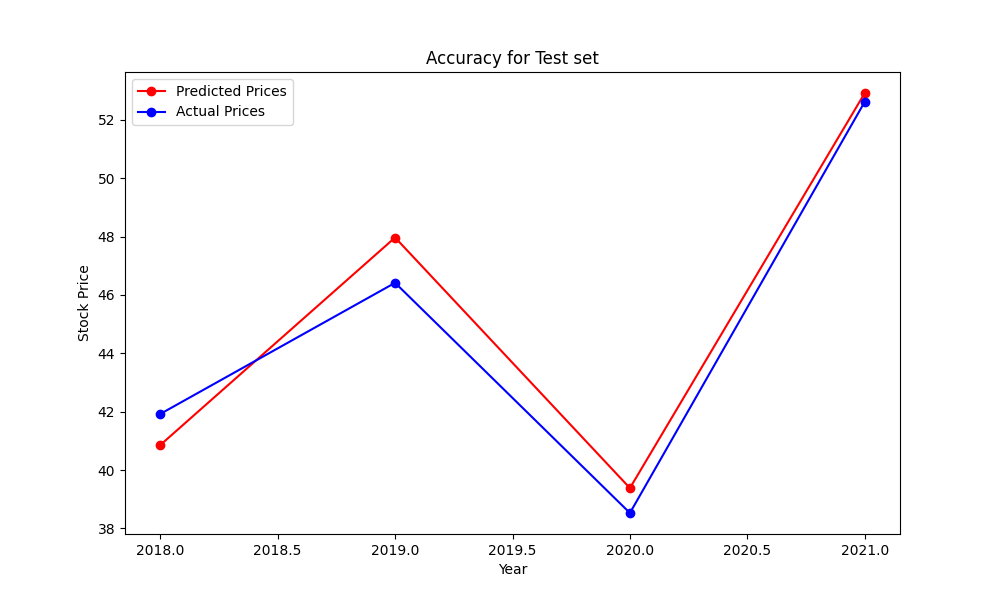 Accuracy for Test set
Predicted Prices
Actual Prices
52
50
48
46
44
42
40
38
Stock Price
2018.0 2018.5 2019.0 2019.5 2020.0 2020.5 2021.0
Year